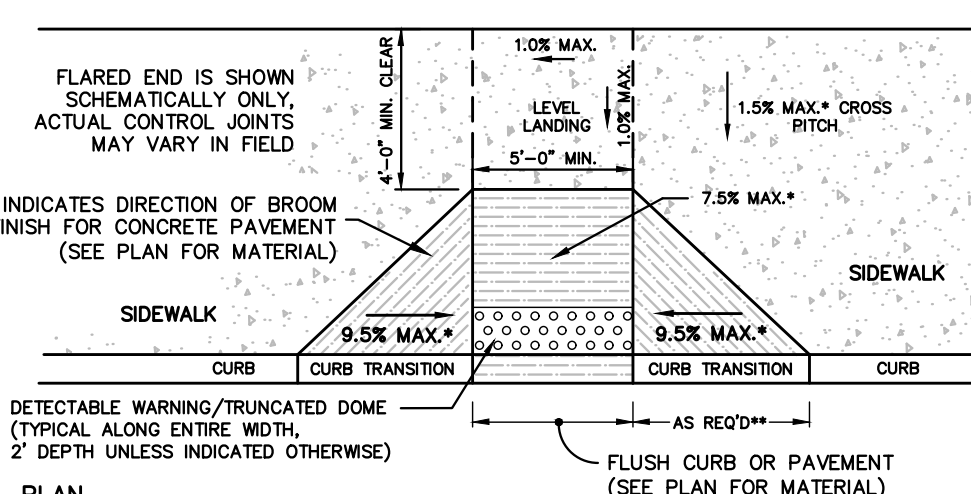 FLARED END IS SHOWN
SCHEMATICALLY ONLY,
ACTUAL CONTROL JOINTS
MAY VARY IN FIELD
4'-0" MIN. CLEAR
1.0% MAX.
LEVEL
LANDING
1.0% MAX.
5'-0" MIN.
1.5% MAX.* CROSS
PITCH
7.5% MAX.*
INDICATES DIRECTION OF BROOM
FINISH FOR CONCRETE PAVEMENT
(SEE PLAN FOR MATERIAL)
SIDEWALK
SIDEWALK
9.5% MAX.*
9.5% MAX.*
CURB
CURB TRANSITION
CURB TRANSITION
CURB
DETECTABLE WARNING/TRUNCATED DOME
(TYPICAL ALONG ENTIRE WIDTH,
2' DEPTH UNLESS INDICATED OTHERWISE)
AS REQ'D**
FLUSH CURB OR PAVEMENT
(SEE PLAN FOR MATERIAL)
PLAN